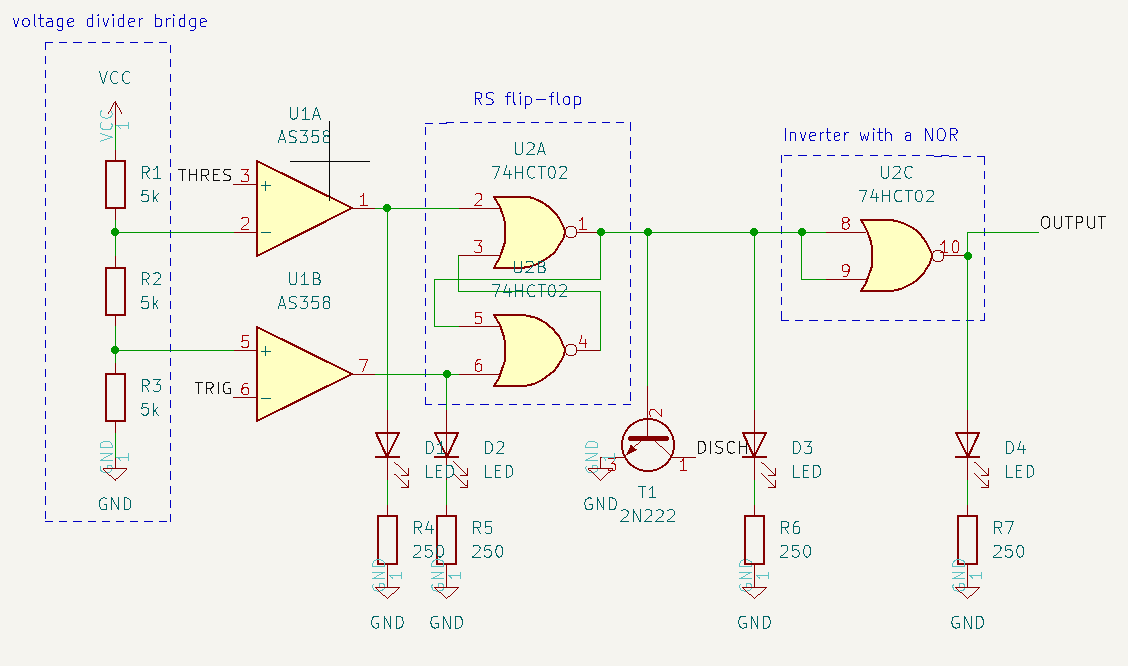 voltage divider bridge
VCC
VCC
1
R1
5k
R2
5k
R3
5k
GND
1
GND
THRES
3
2
U1A
AS358
1
U1B
AS358
5
TRIG
6
7
RS flip-flop
U2A
74HCT02
2
3
1
U2B
74HCT02
5
6
4
Inverter with a NOR
U2C
74HCT02
8
9
10
OUTPUT
D1
LED
D2
LED
2
DISCH
GND
1
3
1
GND
T1
2N222
D3
LED
D4
LED
R4
250
R5
250
R6
250
R7
250
GND
1
GND
1
GND
1
GND
1
GND
GND
GND
GND